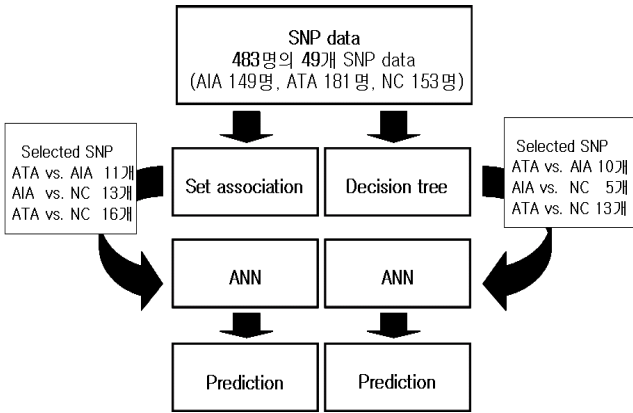 SNP data
483명의 49개 SNP data
(AIA 149명, ATA 181명, NC 153명)
Selected SNP
ATA vs. AIA 11개
AIA vs. NC 13개
ATA vs. NC 16개
Set association
Decision tree
Selected SNP
ATA vs. AIA 10개
AIA vs. NC 5개
ATA vs. NC 13개
ANN
ANN
Prediction
Prediction